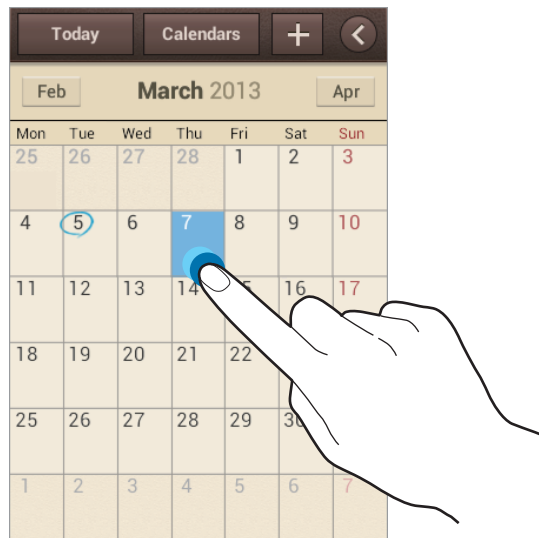 Today Calendars
Feb March 2013 Apr
Mon Tue Wed Thu Fri Sat Sun
25 26 27 28 1 2 3
4 5 6 7 8 9 10
11 12 13 14 15 16 17
18 19 20 21 22
25 26 27 28 29 30
1 2 3 4 5 6 7